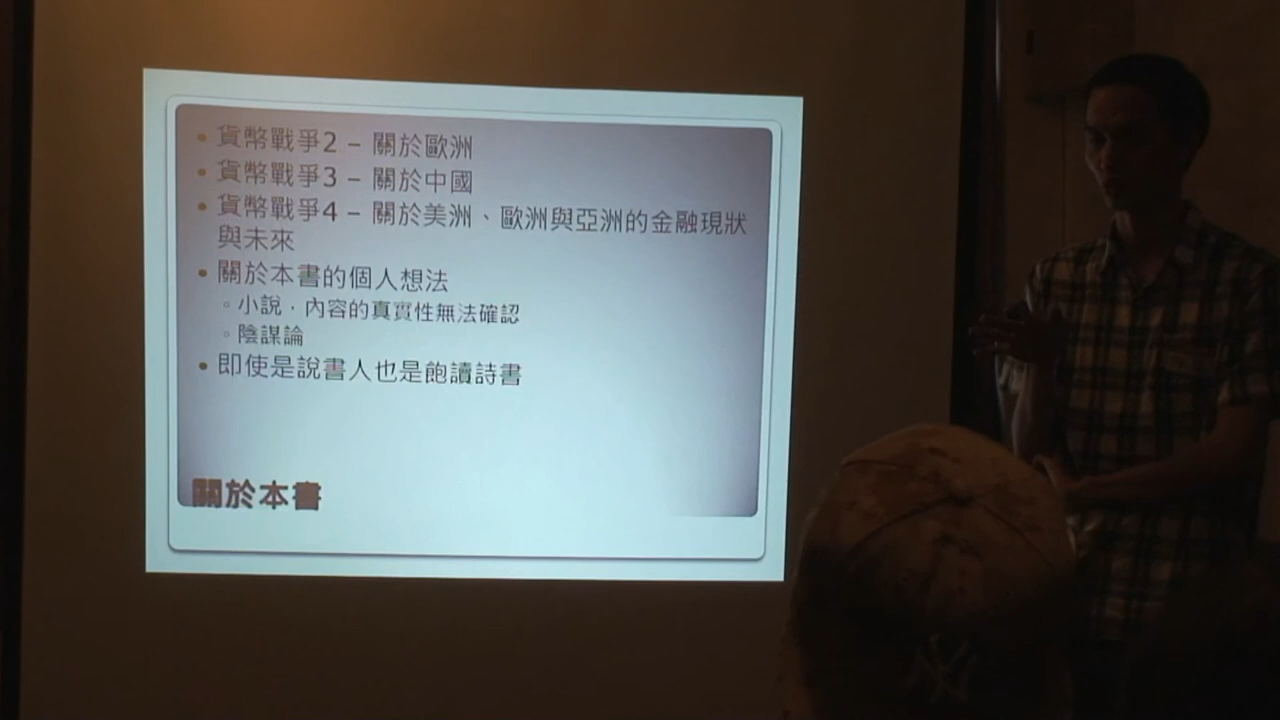 • 貨幣戰爭2 – 關於歐洲
• 貨幣戰爭3 – 關於中國
• 貨幣戰爭4 – 關於美洲、歐洲與亞洲的金融現狀
與未來
• 關於本書的個人想法
◦ 小說，內容的真實性無法確認
◦ 陰謀論
• 即使是說書人也是飽讀詩書
關於本書
NY